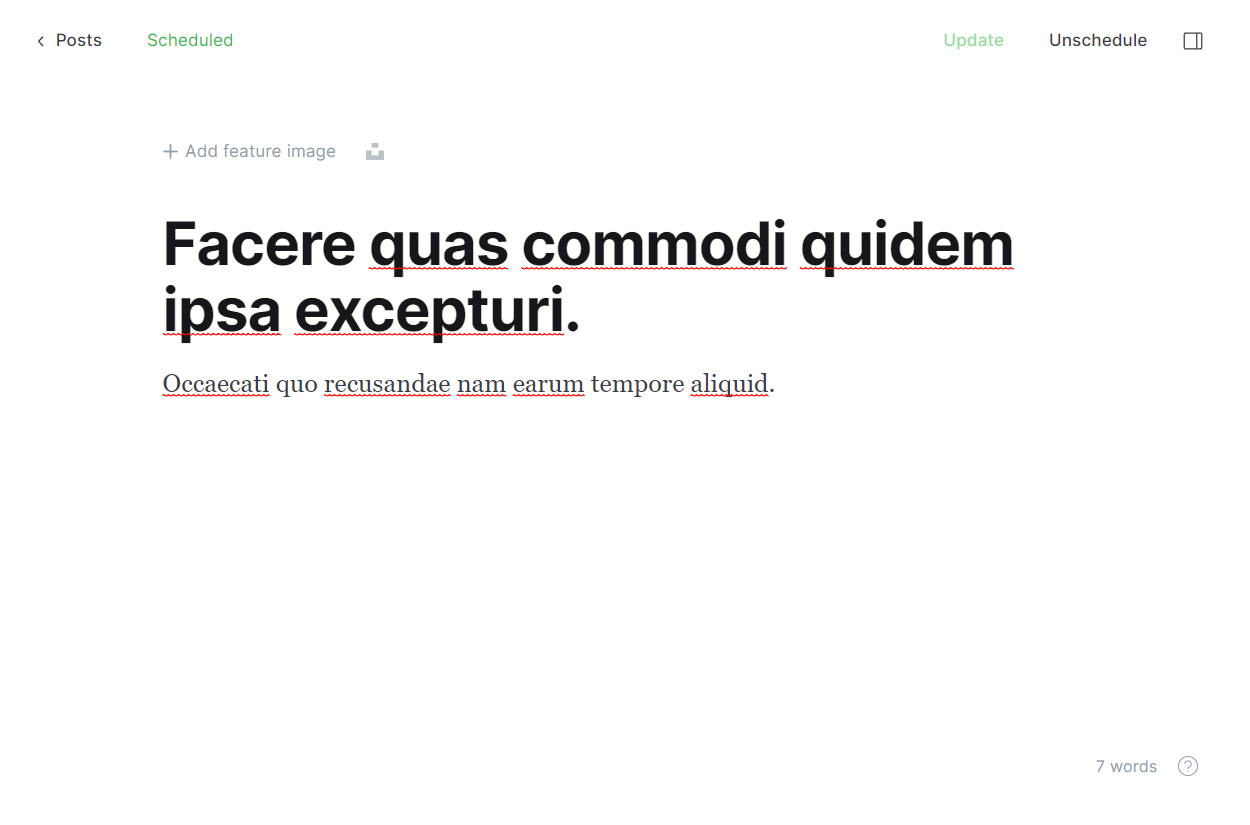 Posts
Scheduled
Update
Unschedule
Add feature image
Facere quas commodi quidem
ipsa excepturi.
Occaecati quo recusandae nam earum tempore aliquid.
7 words
?